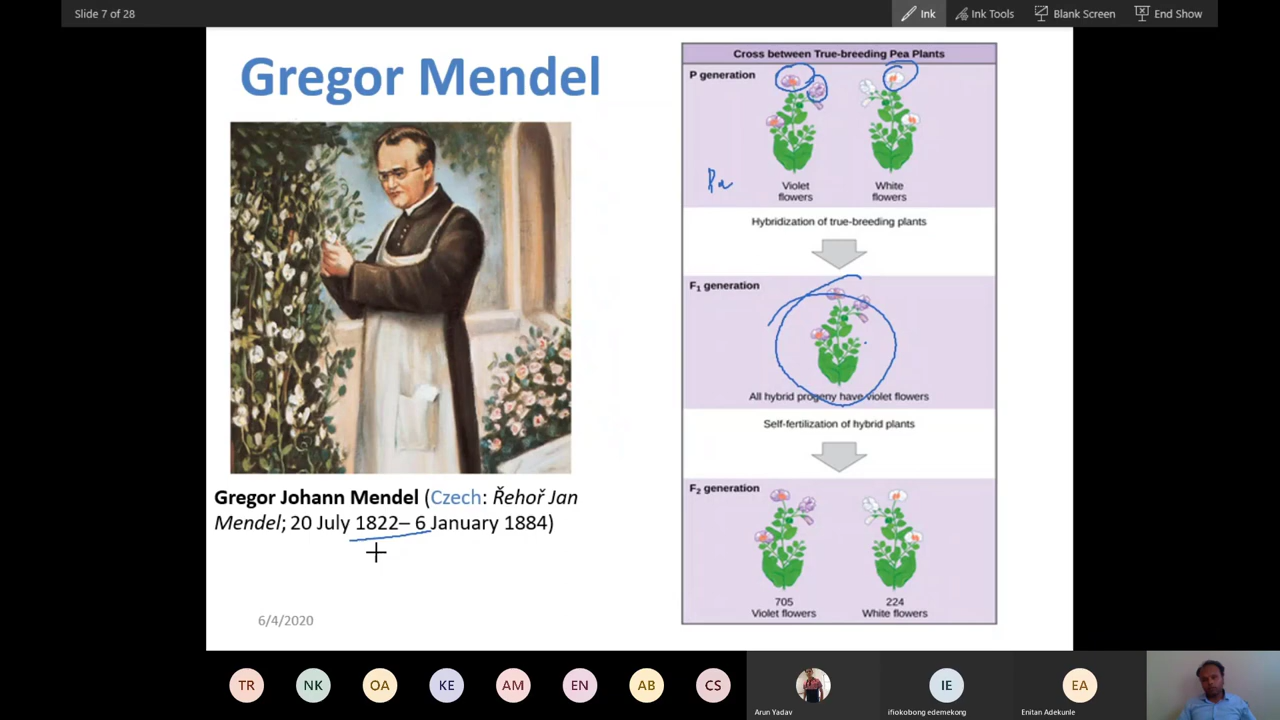 Slide 7 of 28
Ink
Ink Tools
Blank Screen
End Show
Gregor Mendel
Cross between True-breeding Pea Plants
P generation
Violet
flowers
White
flowers
Hybridization of true-breeding plants
F₁ generation
All hybrid progeny have violet flowers
Self-fertilization of hybrid plants
F₂ generation
705
Violet flowers
224
White flowers
Gregor Johann Mendel (Czech: Řehoř Jan
Mendel; 20 July 1822– 6 January 1884)
6/4/2020
TR
NK
OA
KE
AM
EN
AB
CS
Arun Yadav
IE
ifiokobong edemekong
EA
Enitan Adekunle